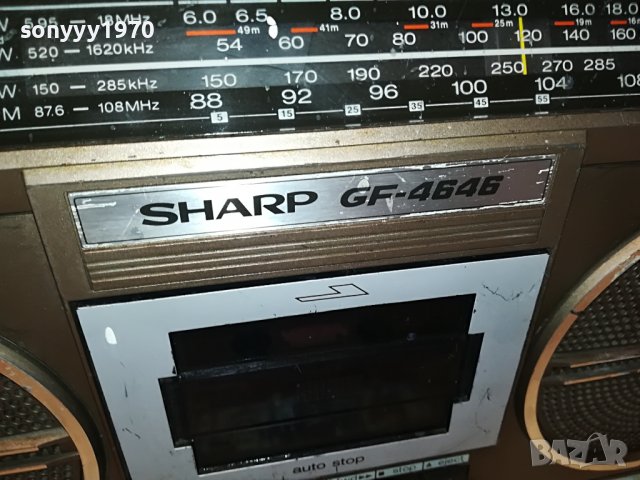 sonyyy1970
5.95 - 18MHz 6.0 6.5 8.0 10.0 13.0 16.0 18.0
49m 41m 31m 25m 19m
W 520 - 1620kHz 54 60 70 80 100 120 140 160
W 150 - 285kHz 150 170 190 220 250 270 285
M 87.6 - 108MHz 88 92 96 100 104
5 15 25 35 45 55
SHARP GF-4646
auto stop
stop ▲ eject
BAZAR